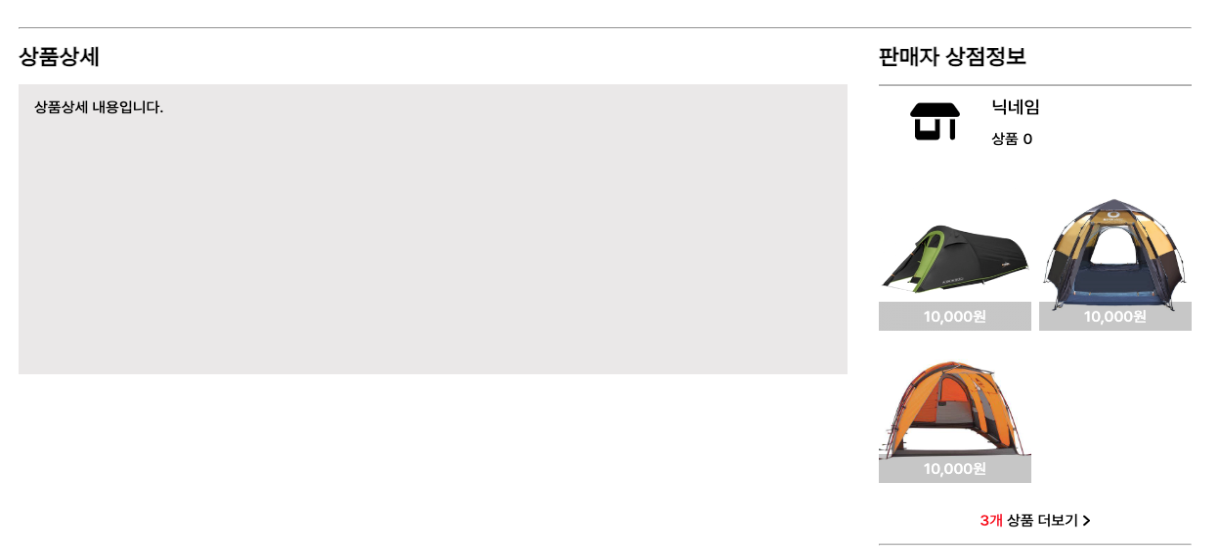 상품상세
상품상세 내용입니다.
판매자 상점정보
닉네임
상품 0
10,000원
10,000원
10,000원
3개 상품 더보기 >